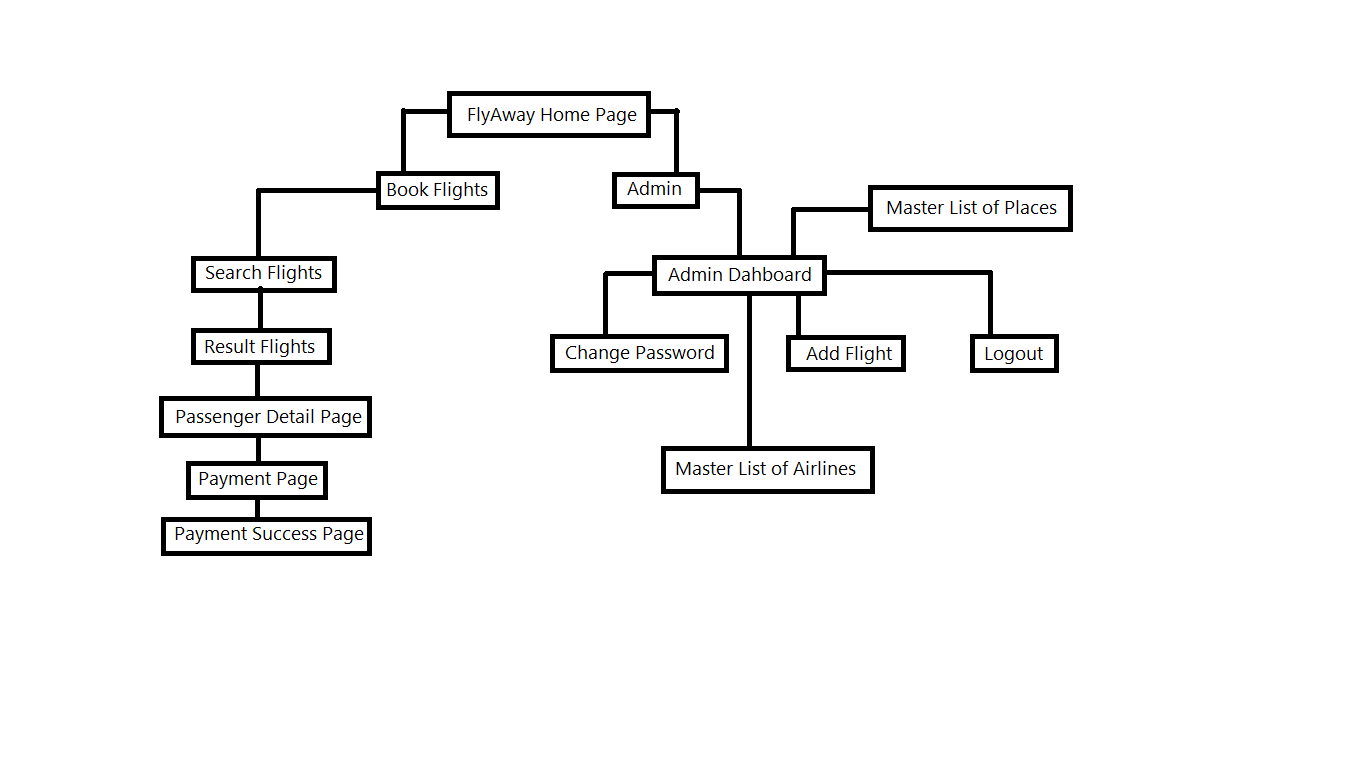 FlyAway Home Page
Book Flights
Admin
Master List of Places
Search Flights
Admin Dahboard
Result Flights
Change Password
Add Flight
Logout
Passenger Detail Page
Master List of Airlines
Payment Page
Payment Success Page